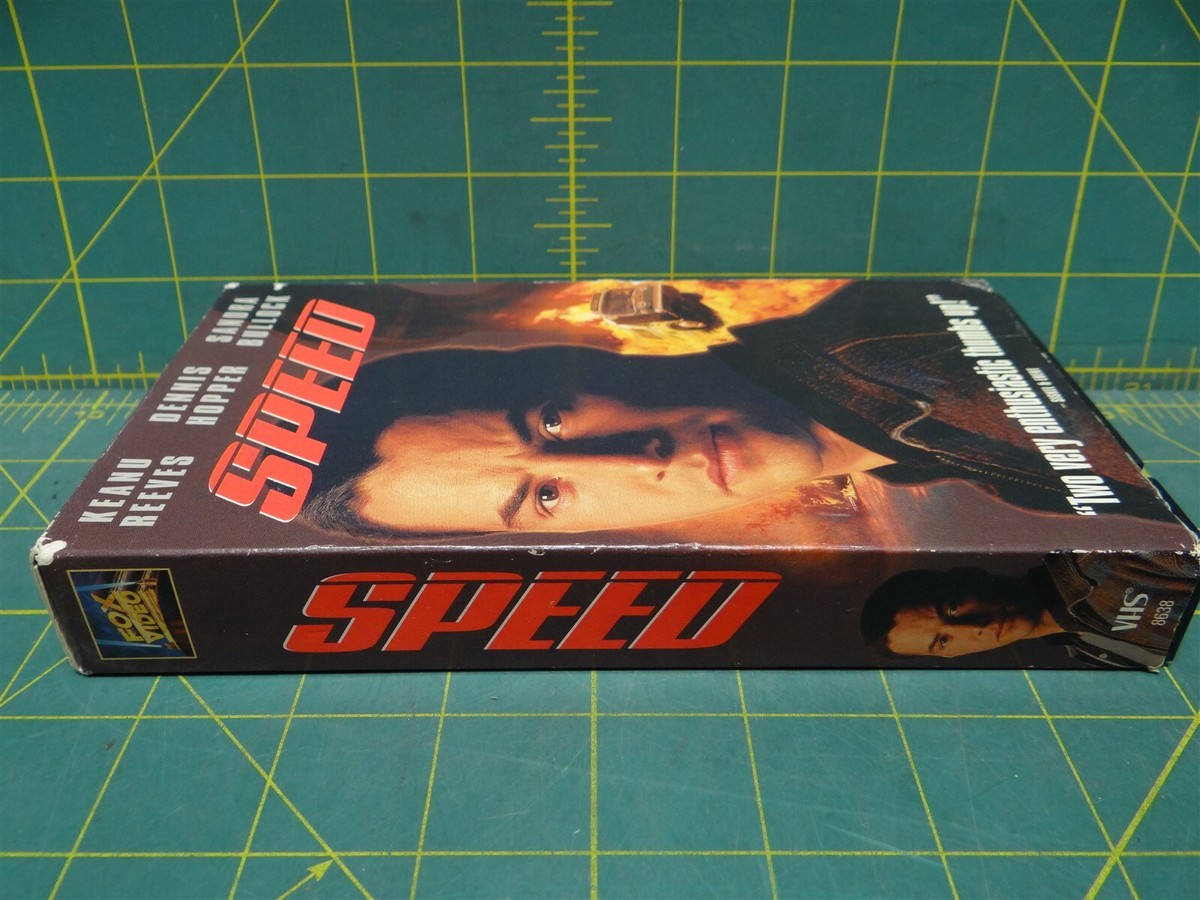 KEANU
REEVES
DENNIS
HOPPER
SANDRA
BULLOCK
SPEED
“Two very enthusiastic thumbs up!”
FOX
VIDEO
SPEED
VHS
8638